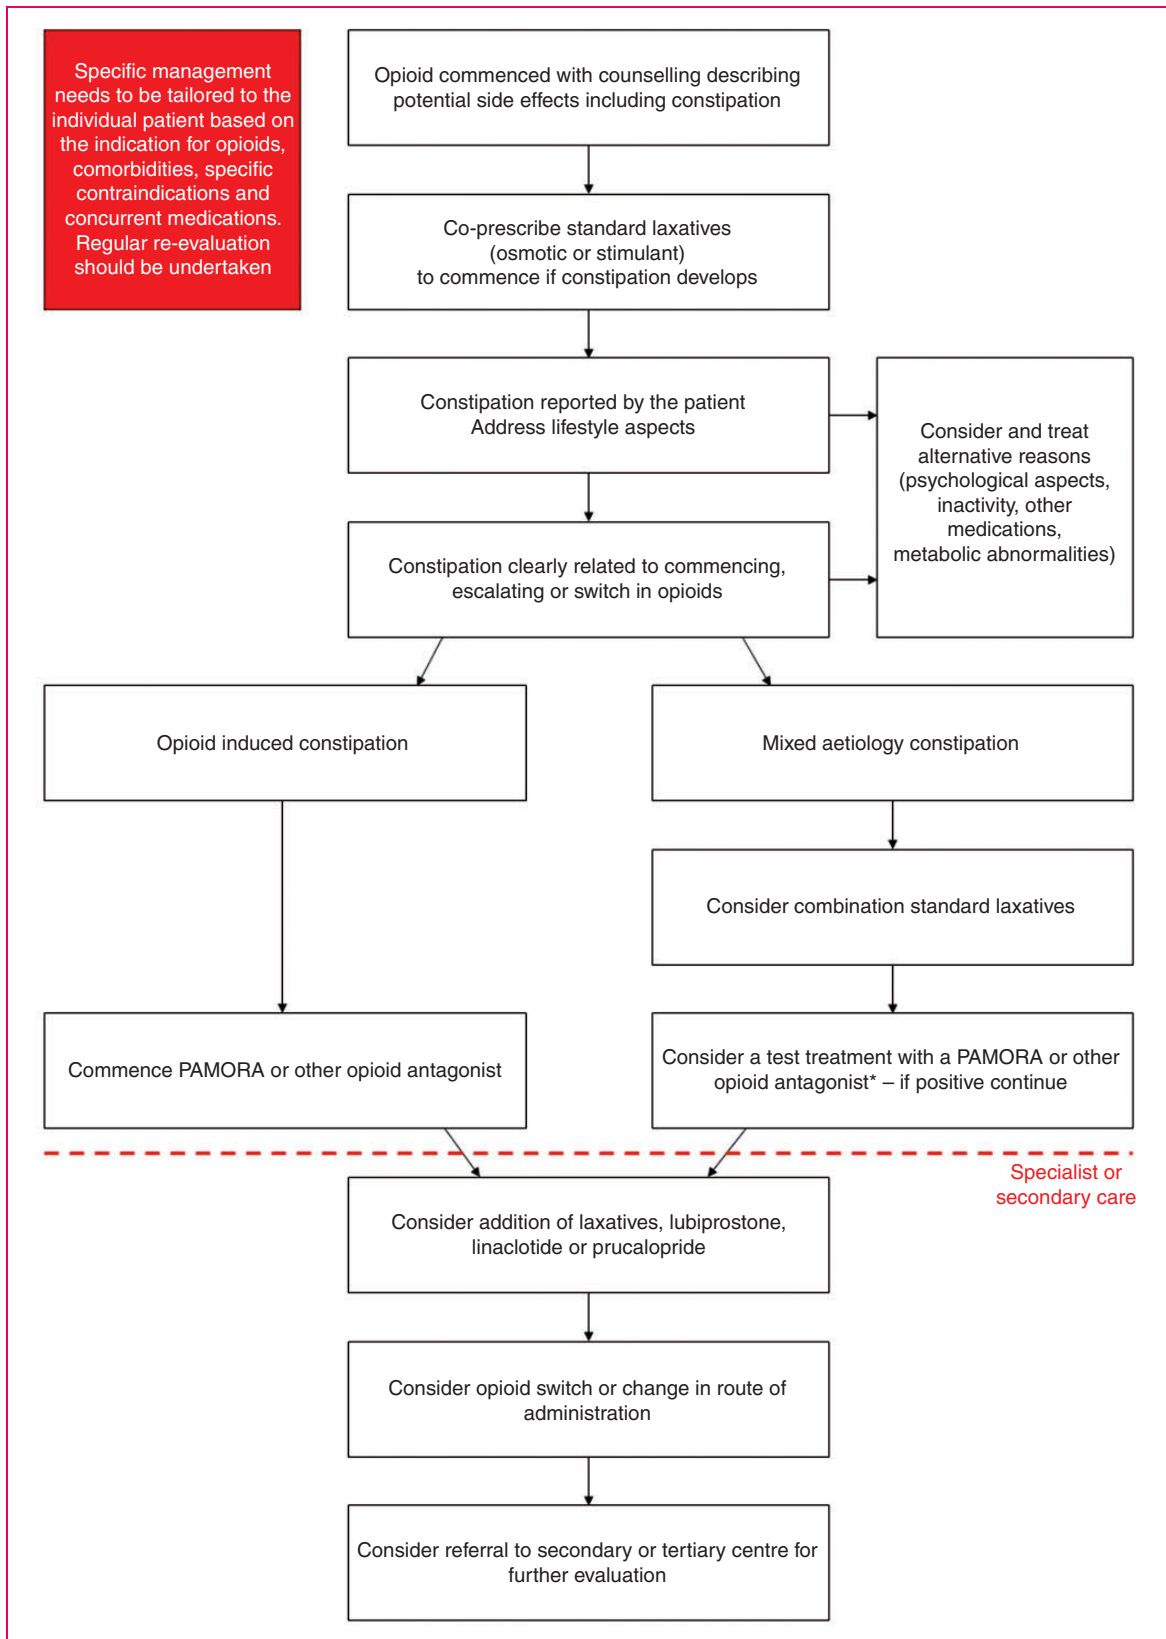 Specific management
needs to be tailored to the
individual patient based on
the indication for opioids,
comorbidities, specific
contraindications and
concurrent medications.
Regular re-evaluation
should be undertaken
Opioid commenced with counselling describing
potential side effects including constipation
Co-prescribe standard laxatives
(osmotic or stimulant)
to commence if constipation develops
Constipation reported by the patient
Address lifestyle aspects
Consider and treat
alternative reasons
(psychological aspects,
inactivity, other
medications,
metabolic abnormalities)
Constipation clearly related to commencing,
escalating or switch in opioids
Opioid induced constipation
Mixed aetiology constipation
Consider combination standard laxatives
Commence PAMORA or other opioid antagonist
Consider a test treatment with a PAMORA or other
opioid antagonist* – if positive continue
Specialist or
secondary care
Consider addition of laxatives, lubiprostone,
linaclotide or prucalopride
Consider opioid switch or change in route of
administration
Consider referral to secondary or tertiary centre for
further evaluation